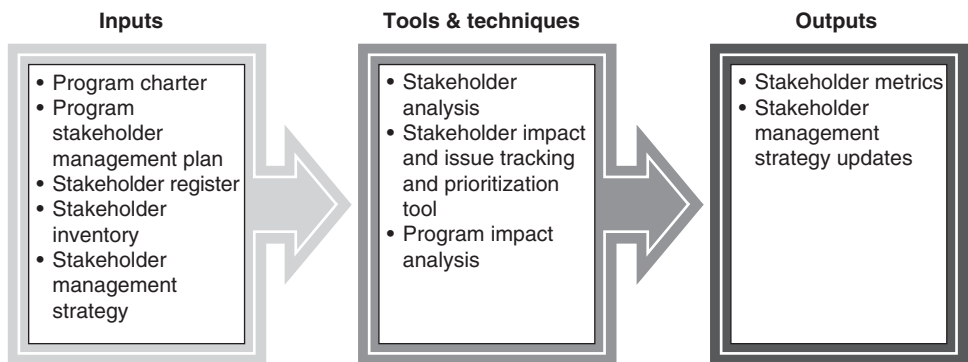 Inputs
• Program charter
• Program
stakeholder
management plan
• Stakeholder register
• Stakeholder
inventory
• Stakeholder
management
strategy
Tools & techniques
• Stakeholder
analysis
• Stakeholder impact
and issue tracking
and prioritization
tool
• Program impact
analysis
Outputs
• Stakeholder metrics
• Stakeholder
management
strategy updates